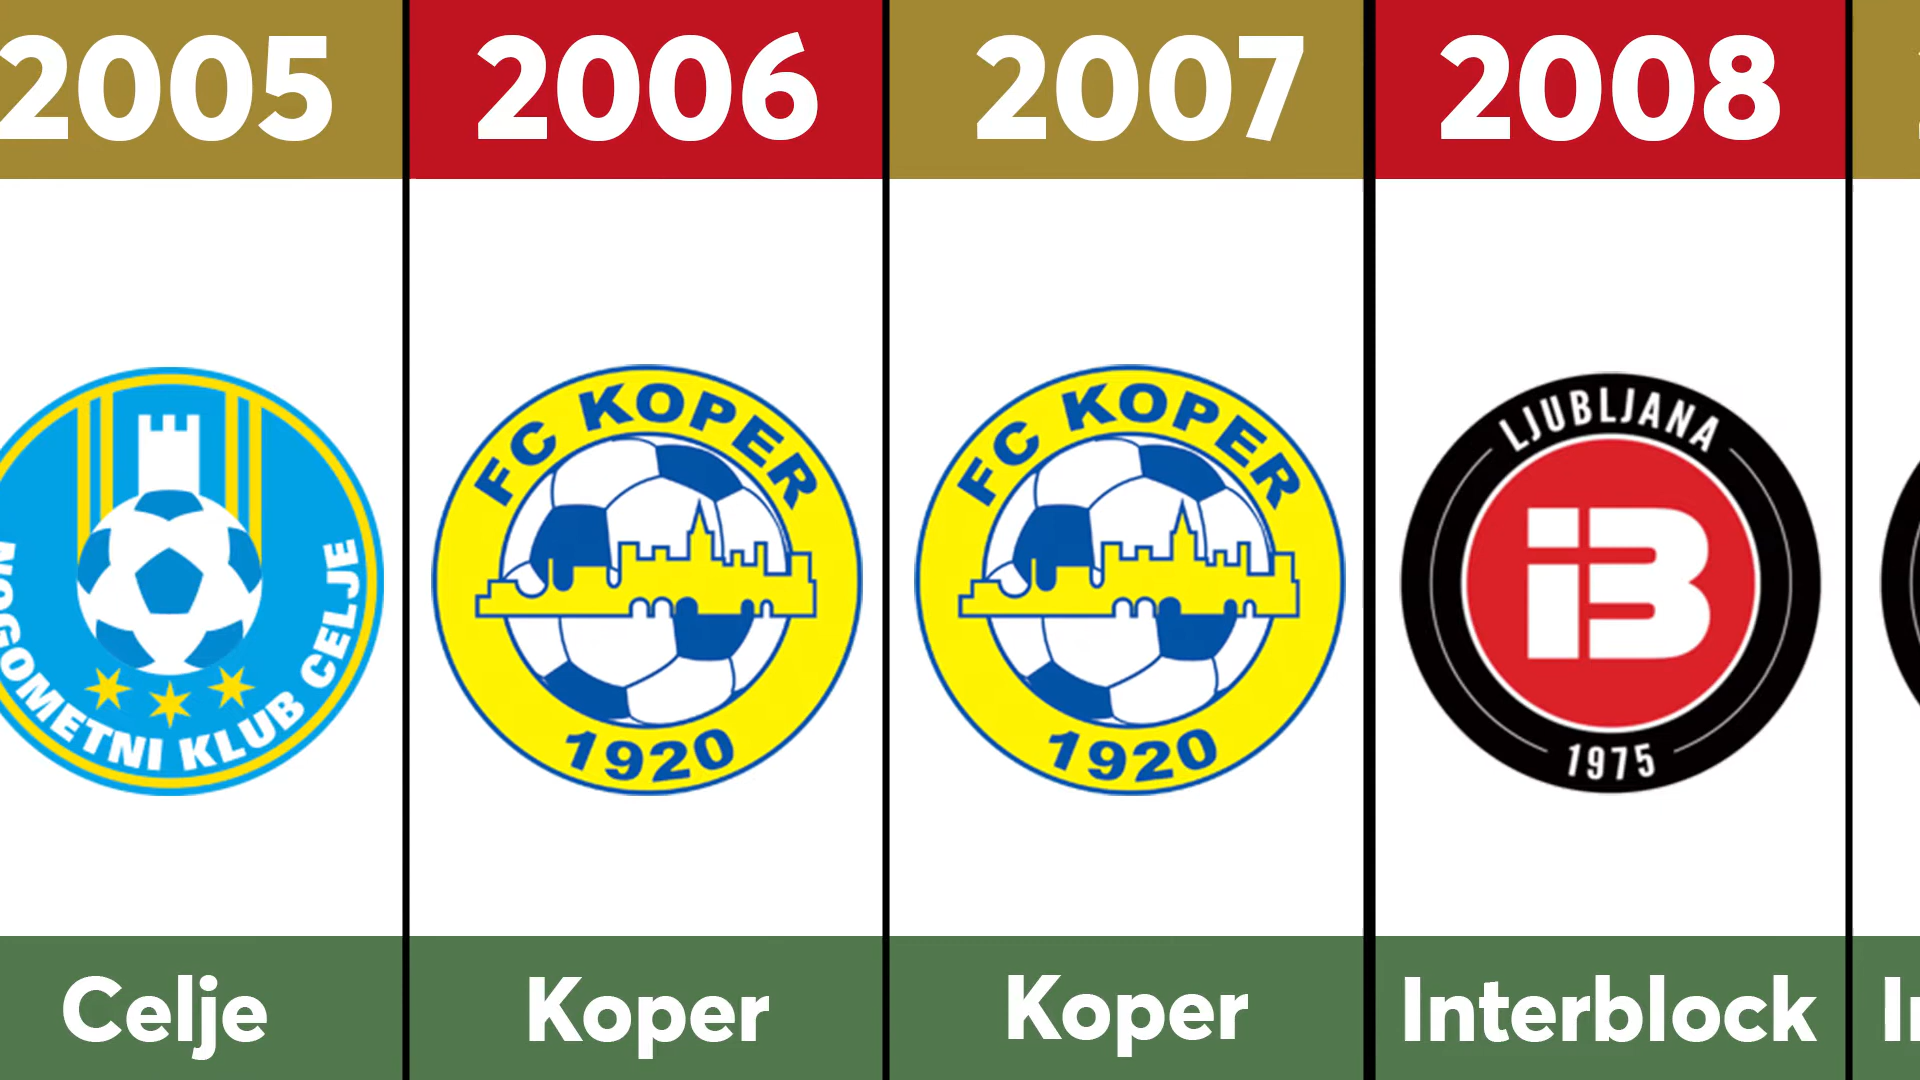 2005
2006
2007
2008
NOGOMETNI KLUB CELJE
FC KOPER
1920
FC KOPER
1920
LJUBLJANA
iB
1975
Celje
Koper
Koper
Interblock